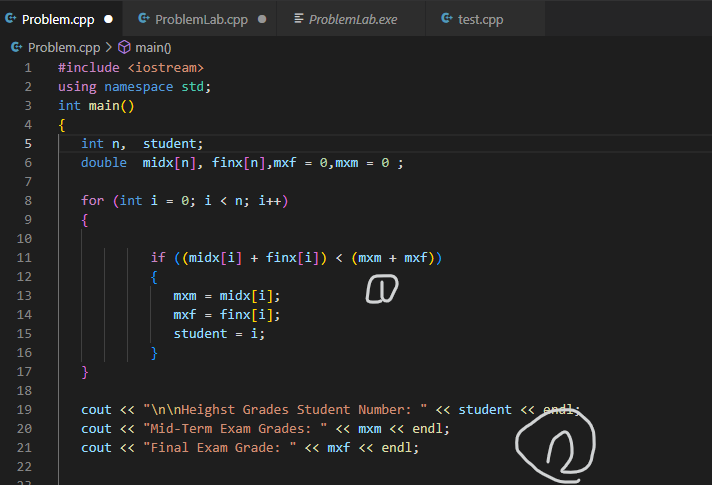 Problem.cpp ProblemLab.cpp ProblemLab.exe test.cpp
Problem.cpp > main()
1 #include <iostream>
2 using namespace std;
3 int main()
4 {
5 int n,  student;
6 double  midx[n], finx[n],mxf = 0,mxm = 0 ;
7
8 for (int i = 0; i < n; i++)
9 {
10
11 if ((midx[i] + finx[i]) < (mxm + mxf))
12 {
13 mxm = midx[i];
14 mxf = finx[i];
15 student = i;
16 }
17 }
18
19 cout << "\n\nHeighst Grades Student Number: " << student << endl;
20 cout << "Mid-Term Exam Grades: " << mxm << endl;
21 cout << "Final Exam Grade: " << mxf << endl;
22